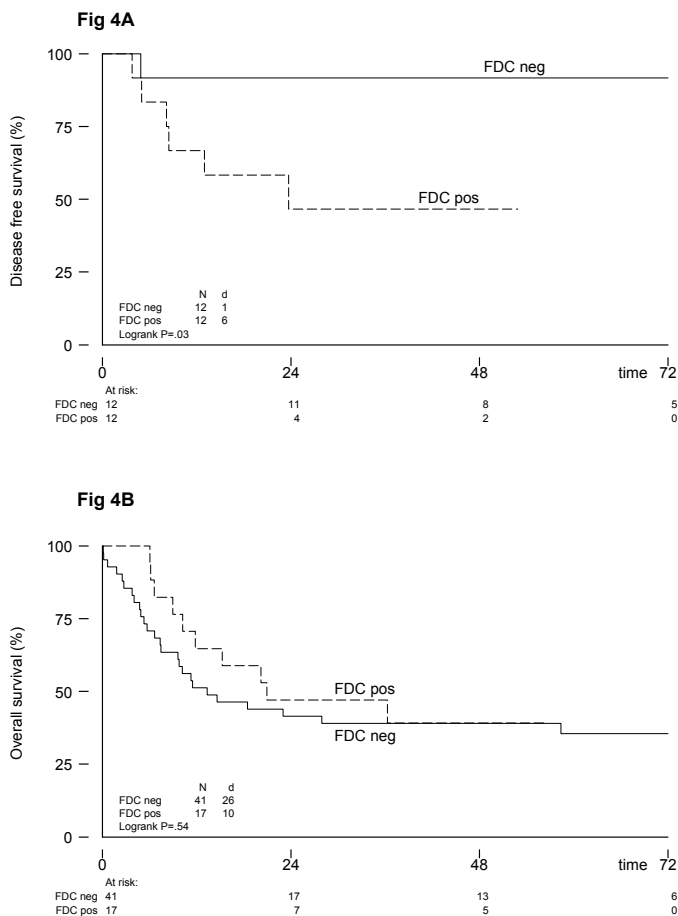 Fig 4A
100
75
50
25
0
Disease free survival (%)
FDC neg
FDC pos
N d
FDC neg 12 1
FDC pos 12 6
Logrank P=.03
0 24 48 time 72
At risk:
FDC neg 12 11 8 5
FDC pos 12 4 2 0
Fig 4B
100
75
50
25
0
Overall survival (%)
FDC pos
FDC neg
N d
FDC neg 41 26
FDC pos 17 10
Logrank P=.54
0 24 48 time 72
At risk:
FDC neg 41 17 13 6
FDC pos 17 7 5 0